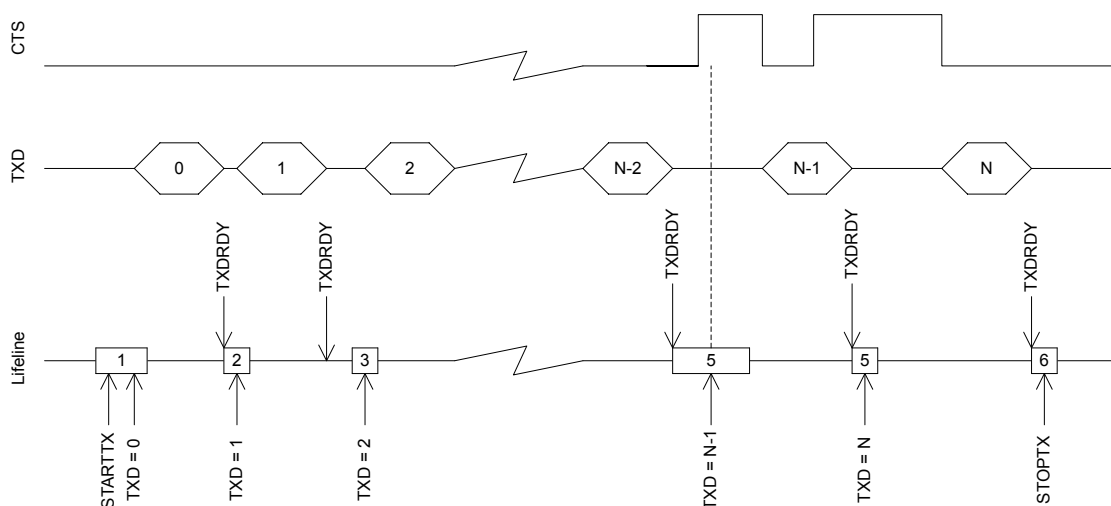 CTS
TXD
0
1
2
N-2
N-1
N
TXDRDY
TXDRDY
TXDRDY
TXDRDY
TXDRDY
Lifeline
1
2
3
5
5
6
STARTTX
TXD = 0
TXD = 1
TXD = 2
TXD = N-1
TXD = N
STOPTX